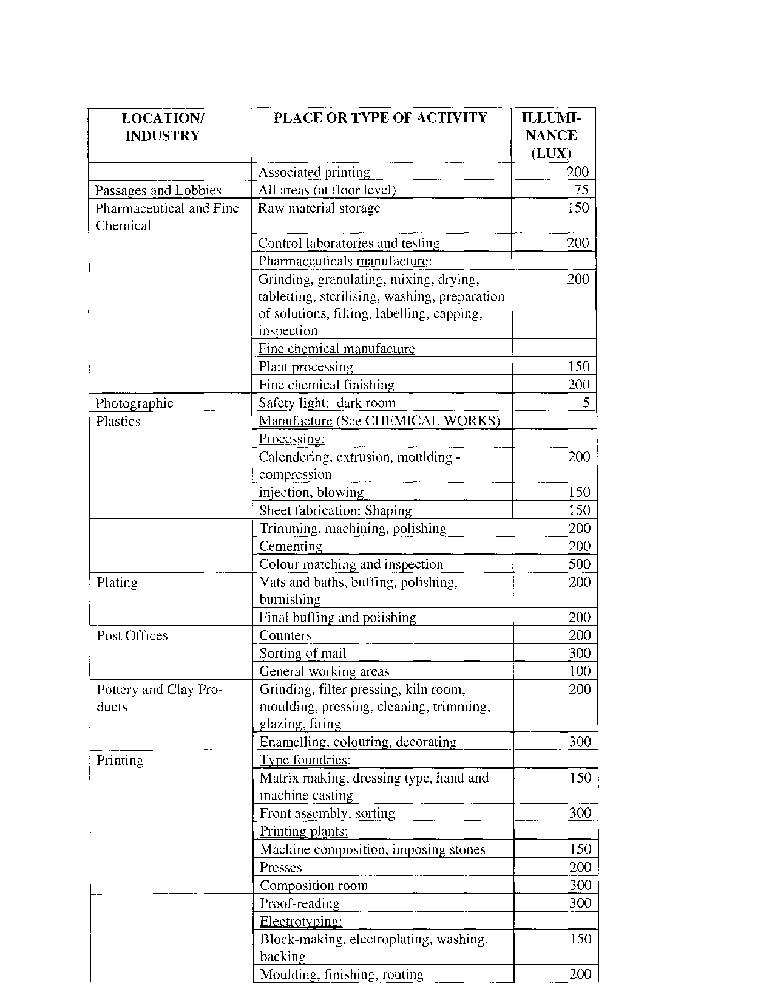 LOCATION/ PLACE OR TYPE OF ACTIVITY ILLUMI-
INDUSTRY NANCE
(LUX)
Associated printing 200
Passages and Lobbies All areas (at floor level) 75
Pharmaceutical and Fine Raw material storage 150
Chemical
Control laboratories and testing 200
Pharmaceuticals manufacture:
Grinding, granulating, mixing, drying, 200
tabletting, sterilising, washing, preparation
of solutions, filling, labelling, capping,
inspection
Fine chemical manufacture
Plant processing 150
Fine chemical finishing 200
Photographic Safety light: dark room 5
Plastics Manufacture (See CHEMICAL WORKS)
Processing:
Calendering, extrusion, moulding - 200
compression
injection, blowing 150
Sheet fabrication: Shaping 150
Trimming, machining, polishing 200
Cementing 200
Colour matching and inspection 500
Plating Vats and baths, buffing, polishing, 200
burnishing
Final buffing and polishing 200
Post Offices Counters 200
Sorting of mail 300
General working areas 100
Pottery and Clay Pro- Grinding, filter pressing, kiln room, 200
ducts moulding, pressing, cleaning, trimming,
glazing, firing
Enamelling, colouring, decorating 300
Printing Type foundries:
Matrix making, dressing type, hand and 150
machine casting
Front assembly, sorting 300
Printing plants:
Machine composition, imposing stones 150
Presses 200
Composition room 300
Proof-reading 300
Electrotyping:
Block-making, electroplating, washing, 150
backing
Moulding, finishing, routing 200